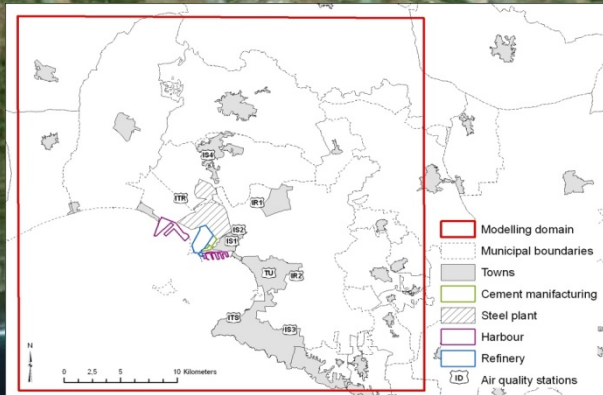 IS4
ITR
IR1
IS2
IS1
TU
IR2
ITS
IS3
N
0 2,5 5 10 Kilometers
Modelling domain
Municipal boundaries
Towns
Cement manifacturing
Steel plant
Harbour
Refinery
ID Air quality stations